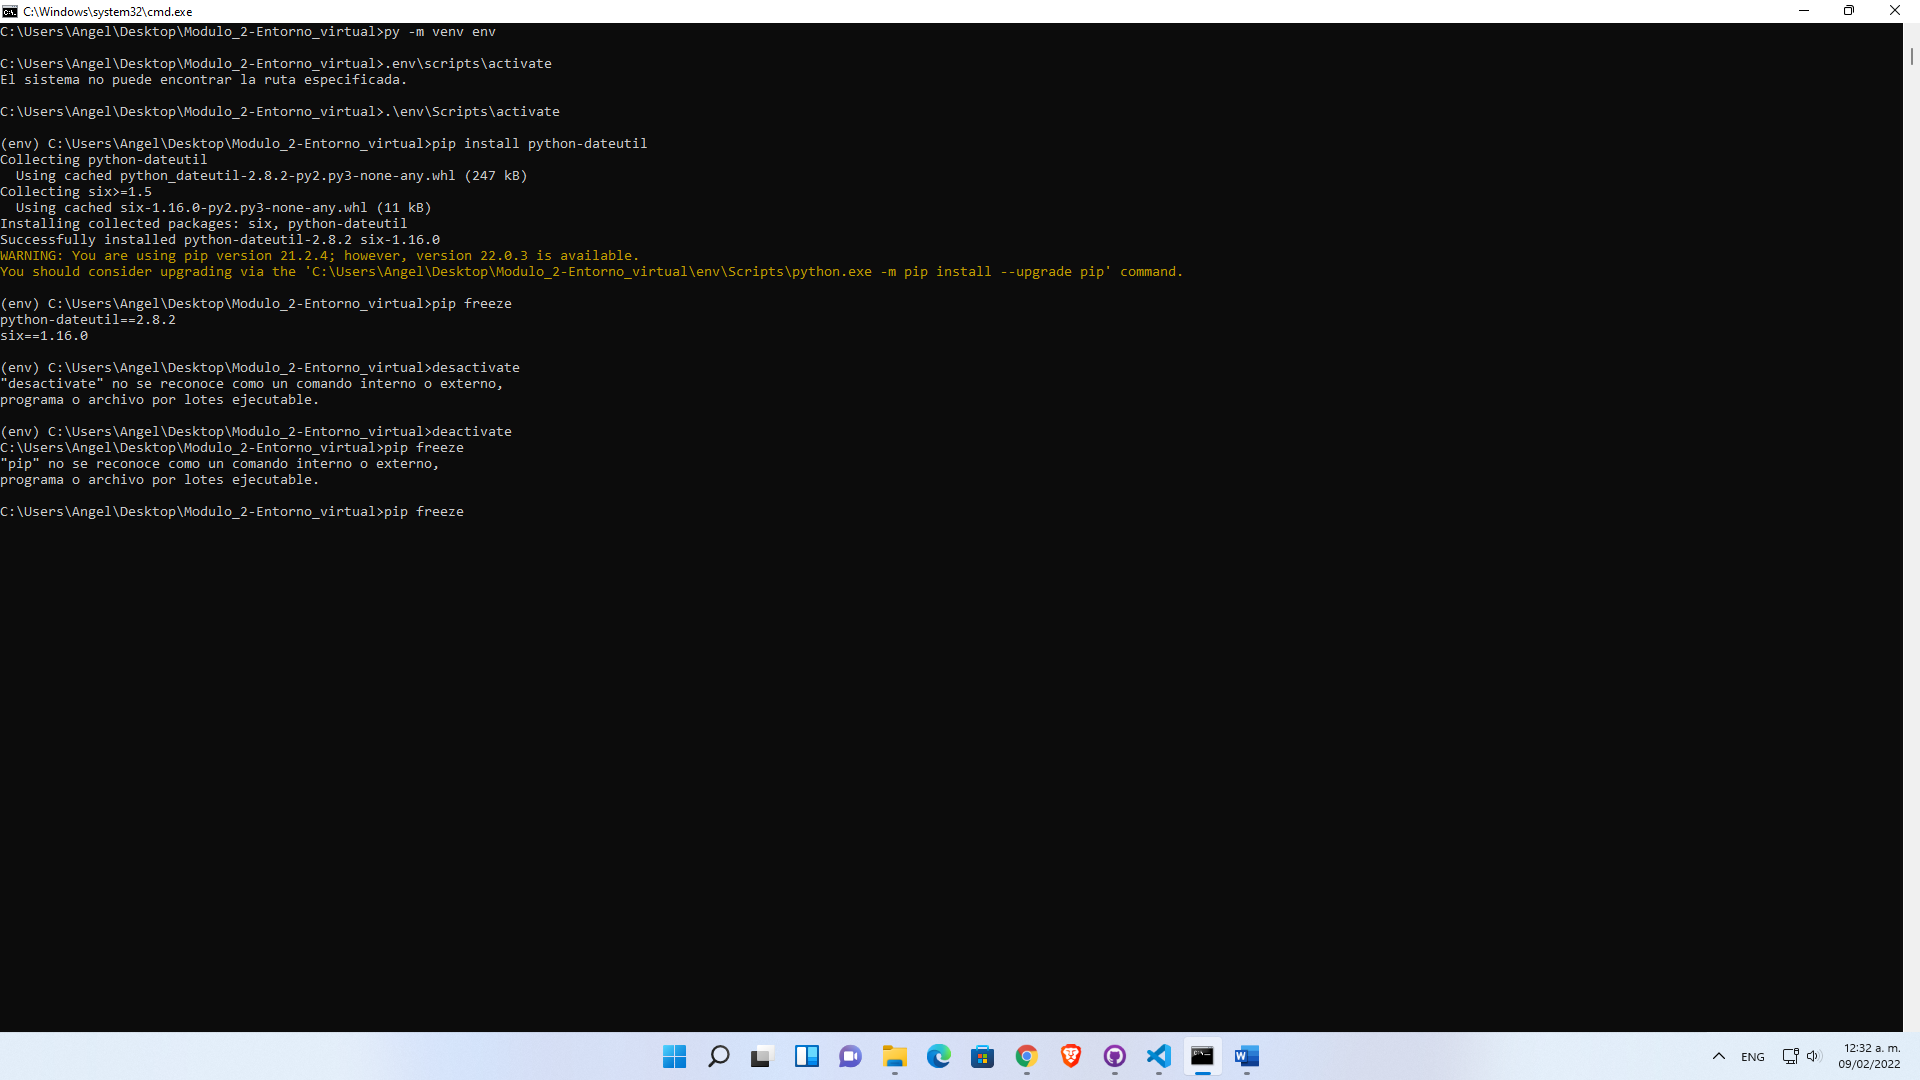 C:\Windows\system32\cmd.exe
C:\Users\Angel\Desktop\Modulo_2-Entorno_virtual>py -m venv env
C:\Users\Angel\Desktop\Modulo_2-Entorno_virtual>.env\scripts\activate
El sistema no puede encontrar la ruta especificada.
C:\Users\Angel\Desktop\Modulo_2-Entorno_virtual>.\env\Scripts\activate
(env) C:\Users\Angel\Desktop\Modulo_2-Entorno_virtual>pip install python-dateutil
Collecting python-dateutil
  Using cached python_dateutil-2.8.2-py2.py3-none-any.whl (247 kB)
Collecting six>=1.5
  Using cached six-1.16.0-py2.py3-none-any.whl (11 kB)
Installing collected packages: six, python-dateutil
Successfully installed python-dateutil-2.8.2 six-1.16.0
WARNING: You are using pip version 21.2.4; however, version 22.0.3 is available.
You should consider upgrading via the 'C:\Users\Angel\Desktop\Modulo_2-Entorno_virtual\env\Scripts\python.exe -m pip install --upgrade pip' command.
(env) C:\Users\Angel\Desktop\Modulo_2-Entorno_virtual>pip freeze
python-dateutil==2.8.2
six==1.16.0
(env) C:\Users\Angel\Desktop\Modulo_2-Entorno_virtual>desactivate
"desactivate" no se reconoce como un comando interno o externo,
programa o archivo por lotes ejecutable.
(env) C:\Users\Angel\Desktop\Modulo_2-Entorno_virtual>deactivate
C:\Users\Angel\Desktop\Modulo_2-Entorno_virtual>pip freeze
"pip" no se reconoce como un comando interno o externo,
programa o archivo por lotes ejecutable.
C:\Users\Angel\Desktop\Modulo_2-Entorno_virtual>pip freeze
ENG
12:32 a. m.
09/02/2022